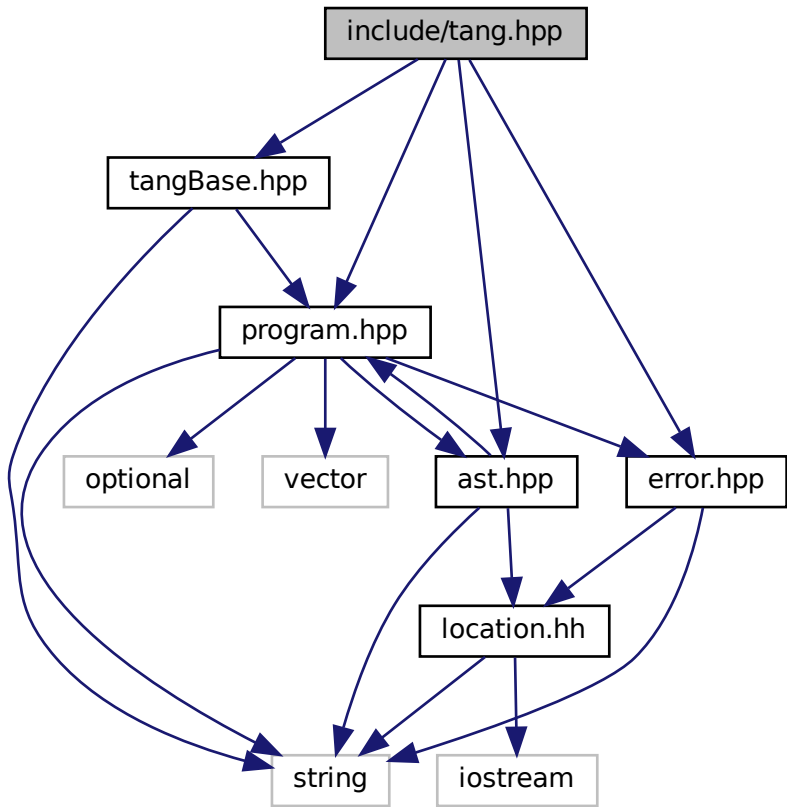 include/tang.hpp
tangBase.hpp
program.hpp
optional
vector
ast.hpp
error.hpp
location.hh
string
iostream